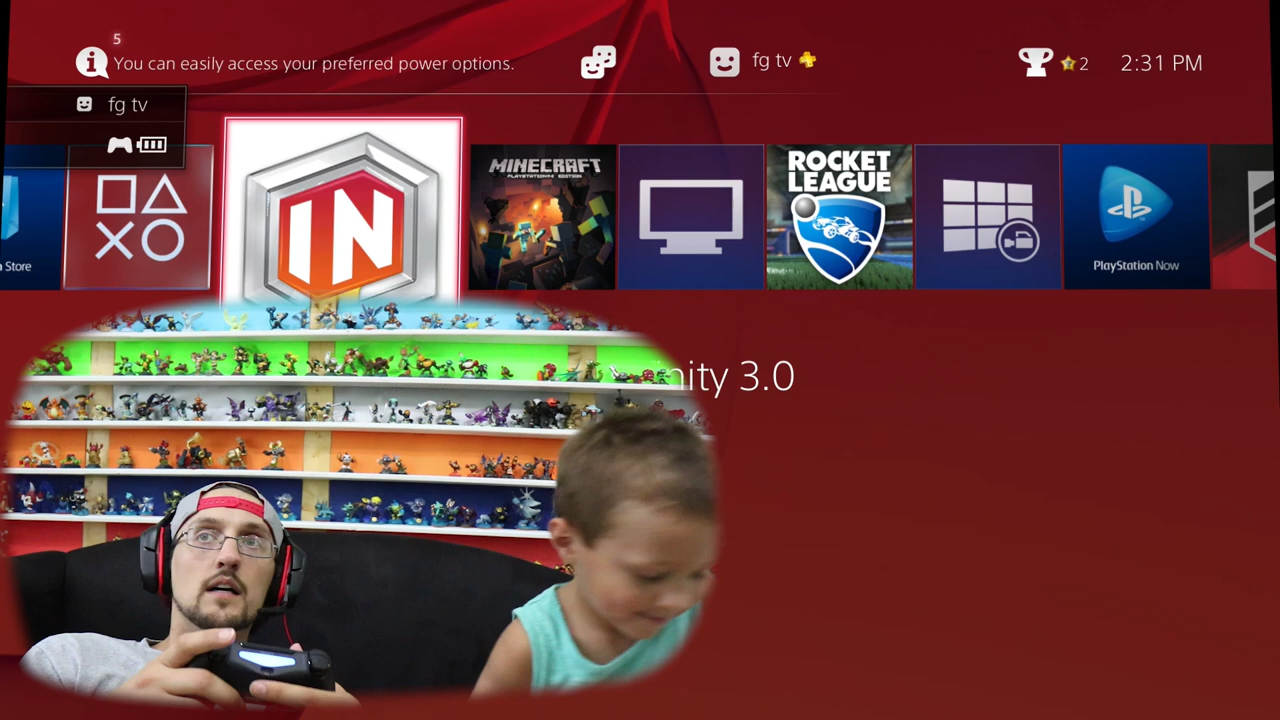 5
You can easily access your preferred power options.
fg tv
2
2:31 PM
fg tv
Store
IN
MINECRAFT
PLAYSTATION®4 EDITION
ROCKET
LEAGUE
PlayStation Now
nity 3.0